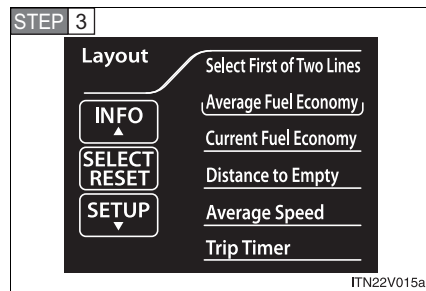 STEP 3
Layout
Select First of Two Lines
INFO
Average Fuel Economy
Current Fuel Economy
SELECT
RESET
Distance to Empty
SETUP
Average Speed
Trip Timer
ITN22V015a